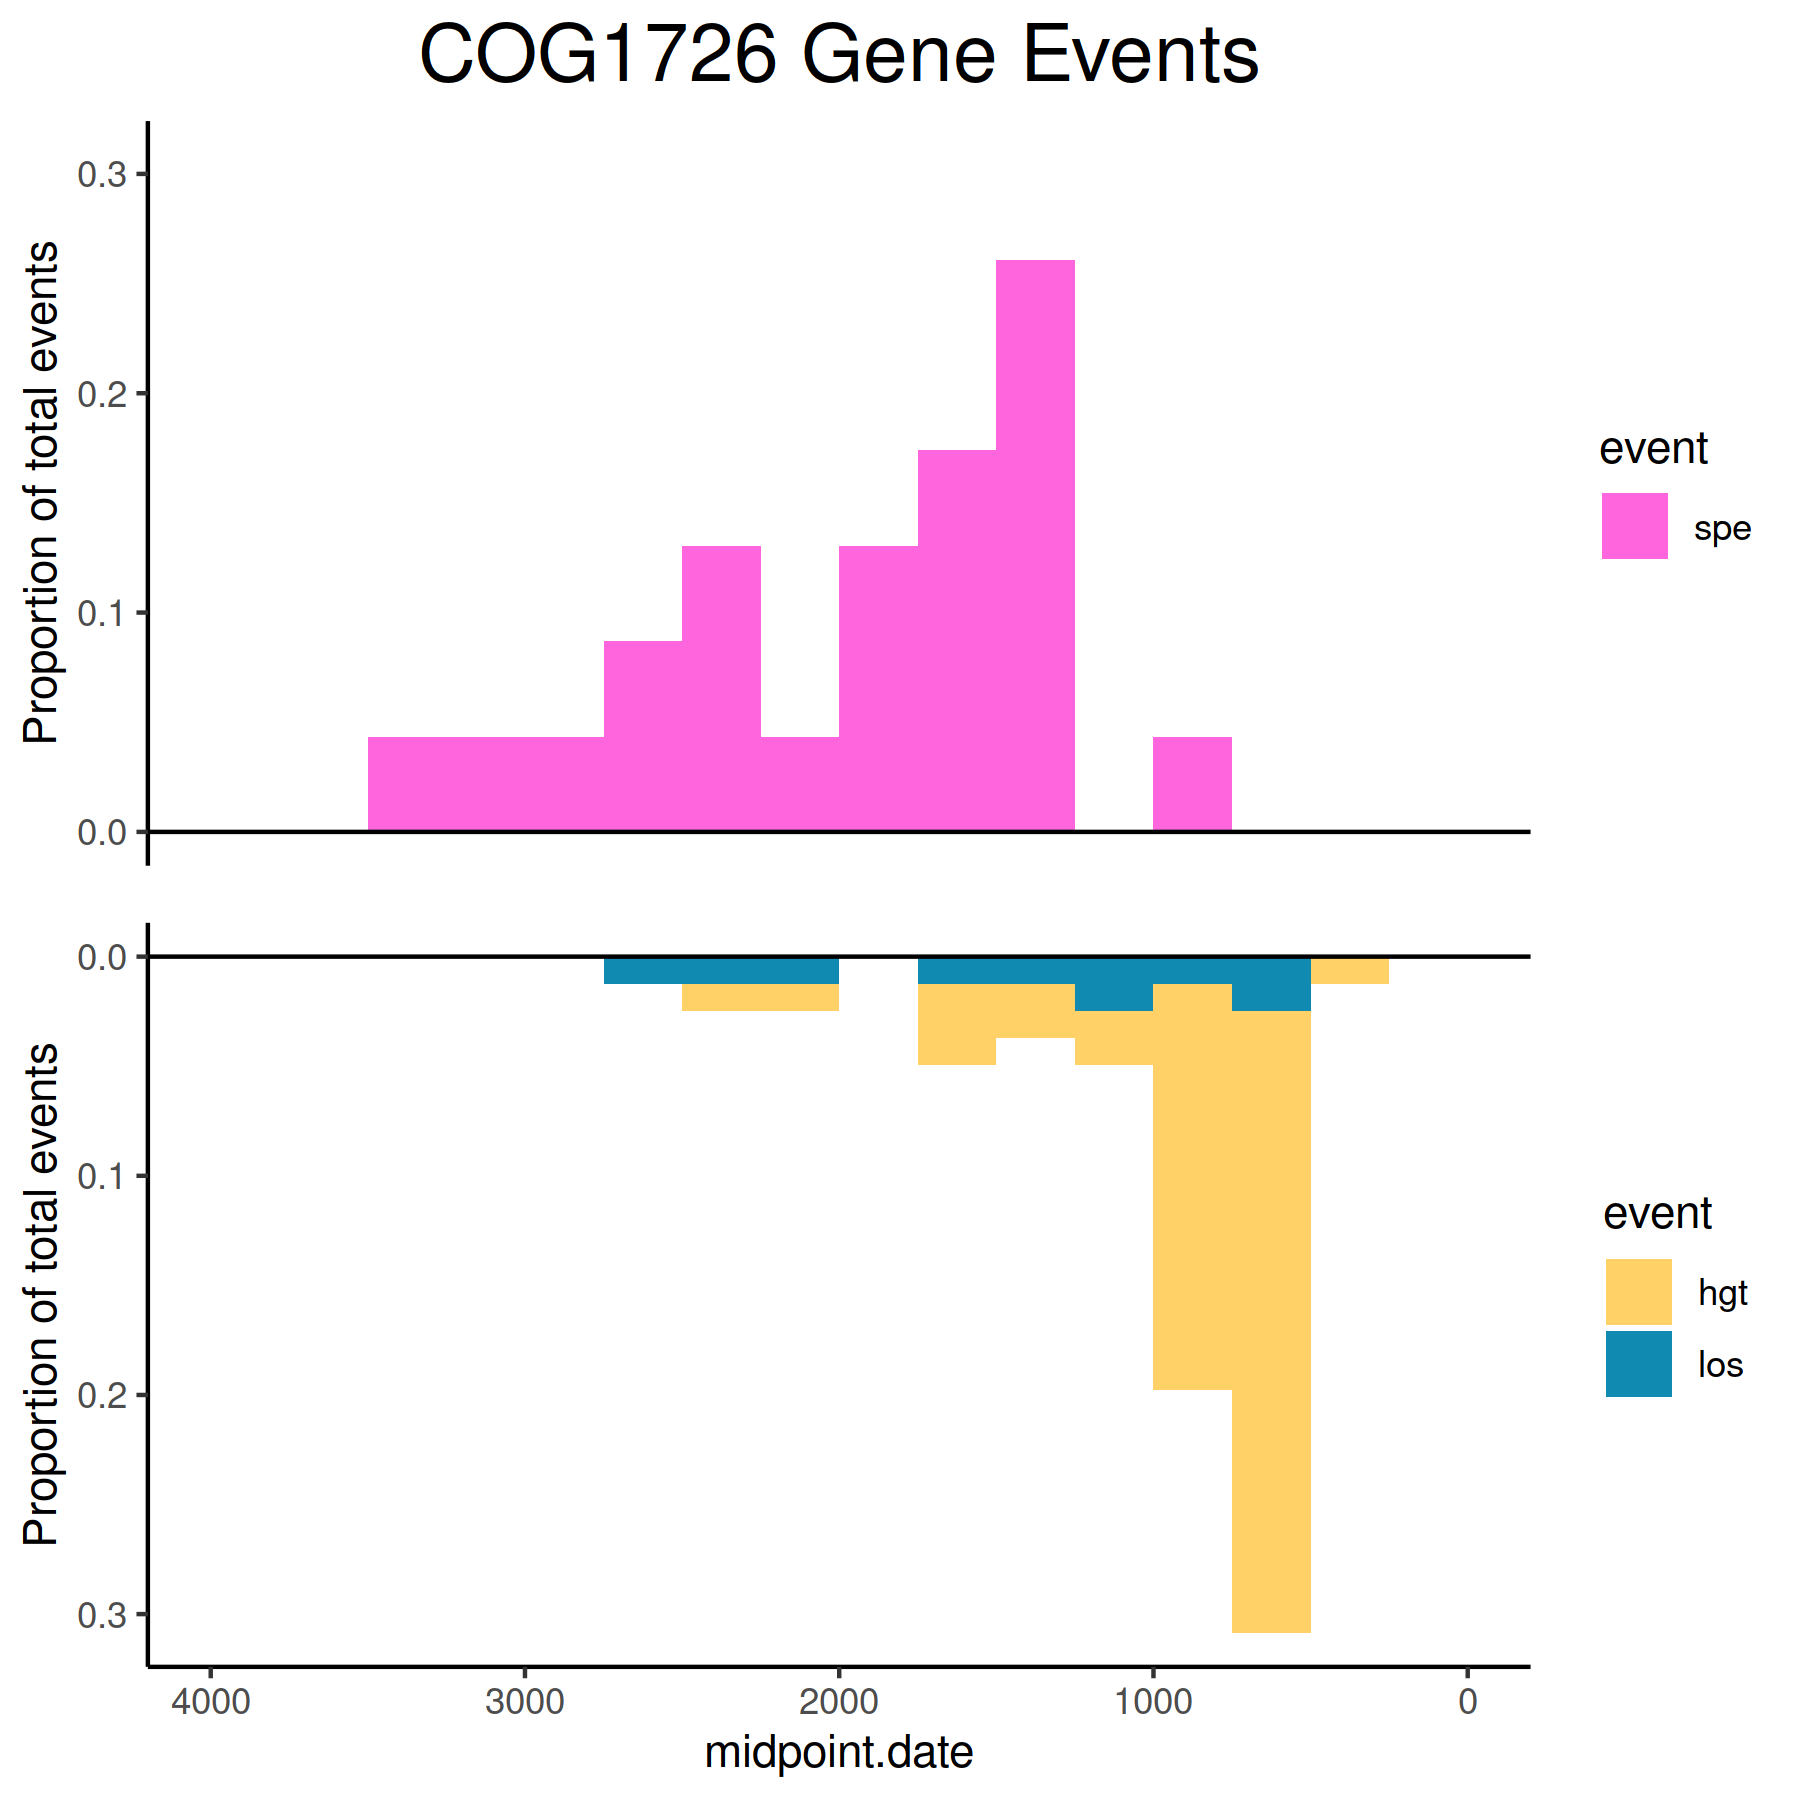 COG1726 Gene Events
0.3
0.2
0.1
0.0
Proportion of total events
event
spe
0.0
0.1
0.2
0.3
Proportion of total events
event
hgt
los
4000 3000 2000 1000 0
midpoint.date